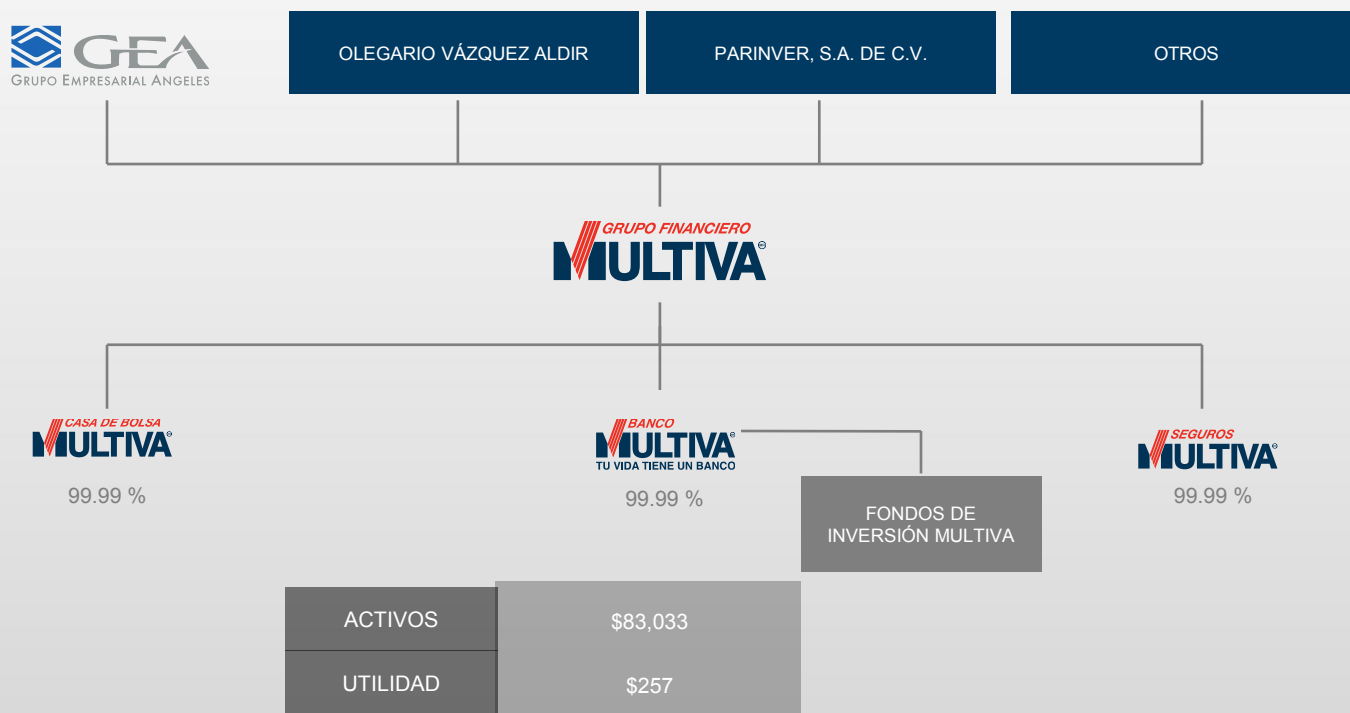 GEA
GRUPO EMPRESARIAL ANGELES
OLEGARIO VÁZQUEZ ALDIR
PARINVER, S.A. DE C.V.
OTROS
GRUPO FINANCIERO
MULTIVA
CASA DE BOLSA
MULTIVA
99.99 %
BANCO
MULTIVA
TU VIDA TIENE UN BANCO
99.99 %
FONDOS DE
INVERSIÓN MULTIVA
SEGUROS
MULTIVA
99.99 %
ACTIVOS
$83,033
UTILIDAD
$257